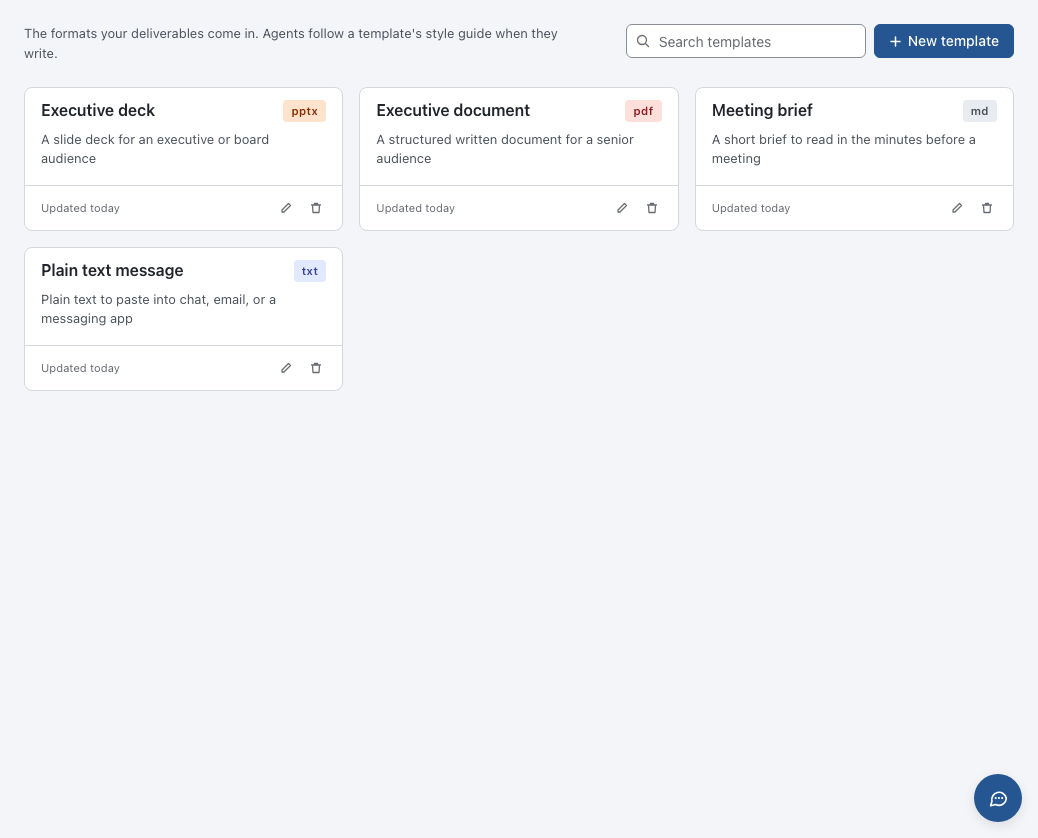 The formats your deliverables come in. Agents follow a template's style guide when they
write.
Search templates
New template
Executive deck
pptx
A slide deck for an executive or board
audience
Updated today
Executive document
pdf
A structured written document for a senior
audience
Updated today
Meeting brief
md
A short brief to read in the minutes before a
meeting
Updated today
Plain text message
txt
Plain text to paste into chat, email, or a
messaging app
Updated today